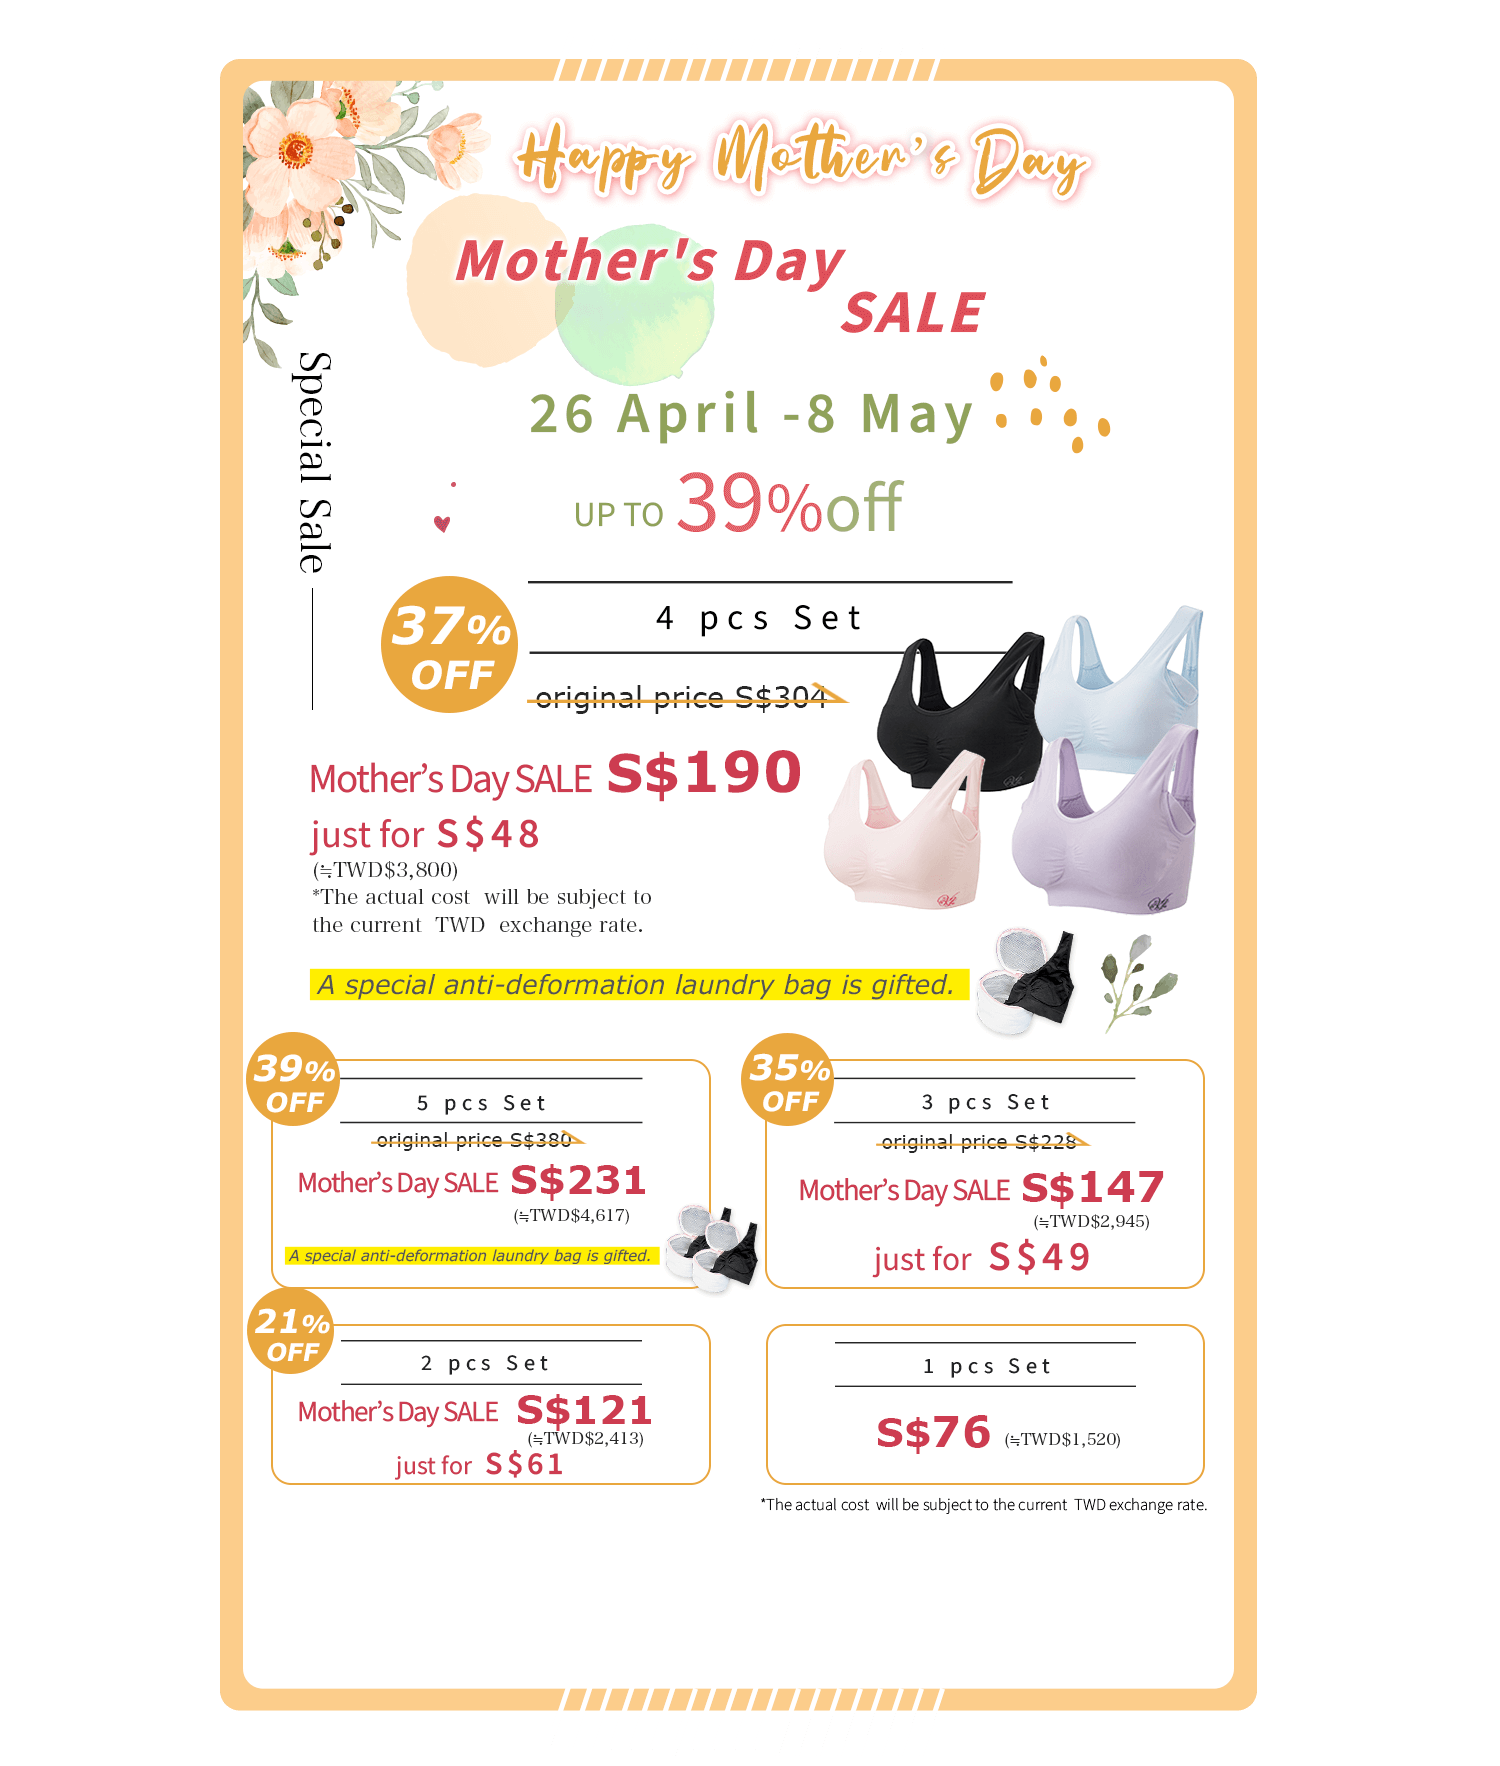 Happy Mother's Day
Mother's Day
SALE
Special Sale
26 April -8 May
UP TO 39%off
37%
OFF
4 pcs Set
original price S$304
Mother's Day SALE S$190
just for S$48
(≒TWD$3,800)
*The actual cost will be subject to
the current TWD exchange rate.
A special anti-deformation laundry bag is gifted.
39%
OFF
5 pcs Set
original price S$380
Mother's Day SALE S$231
(≒TWD$4,617)
A special anti-deformation laundry bag is gifted.
35%
OFF
3 pcs Set
original price S$228
Mother's Day SALE S$147
(≒TWD$2,945)
just for S$49
21%
OFF
2 pcs Set
Mother's Day SALE S$121
(≒TWD$2,413)
just for S$61
1 pcs Set
S$76 (≒TWD$1,520)
*The actual cost will be subject to the current TWD exchange rate.